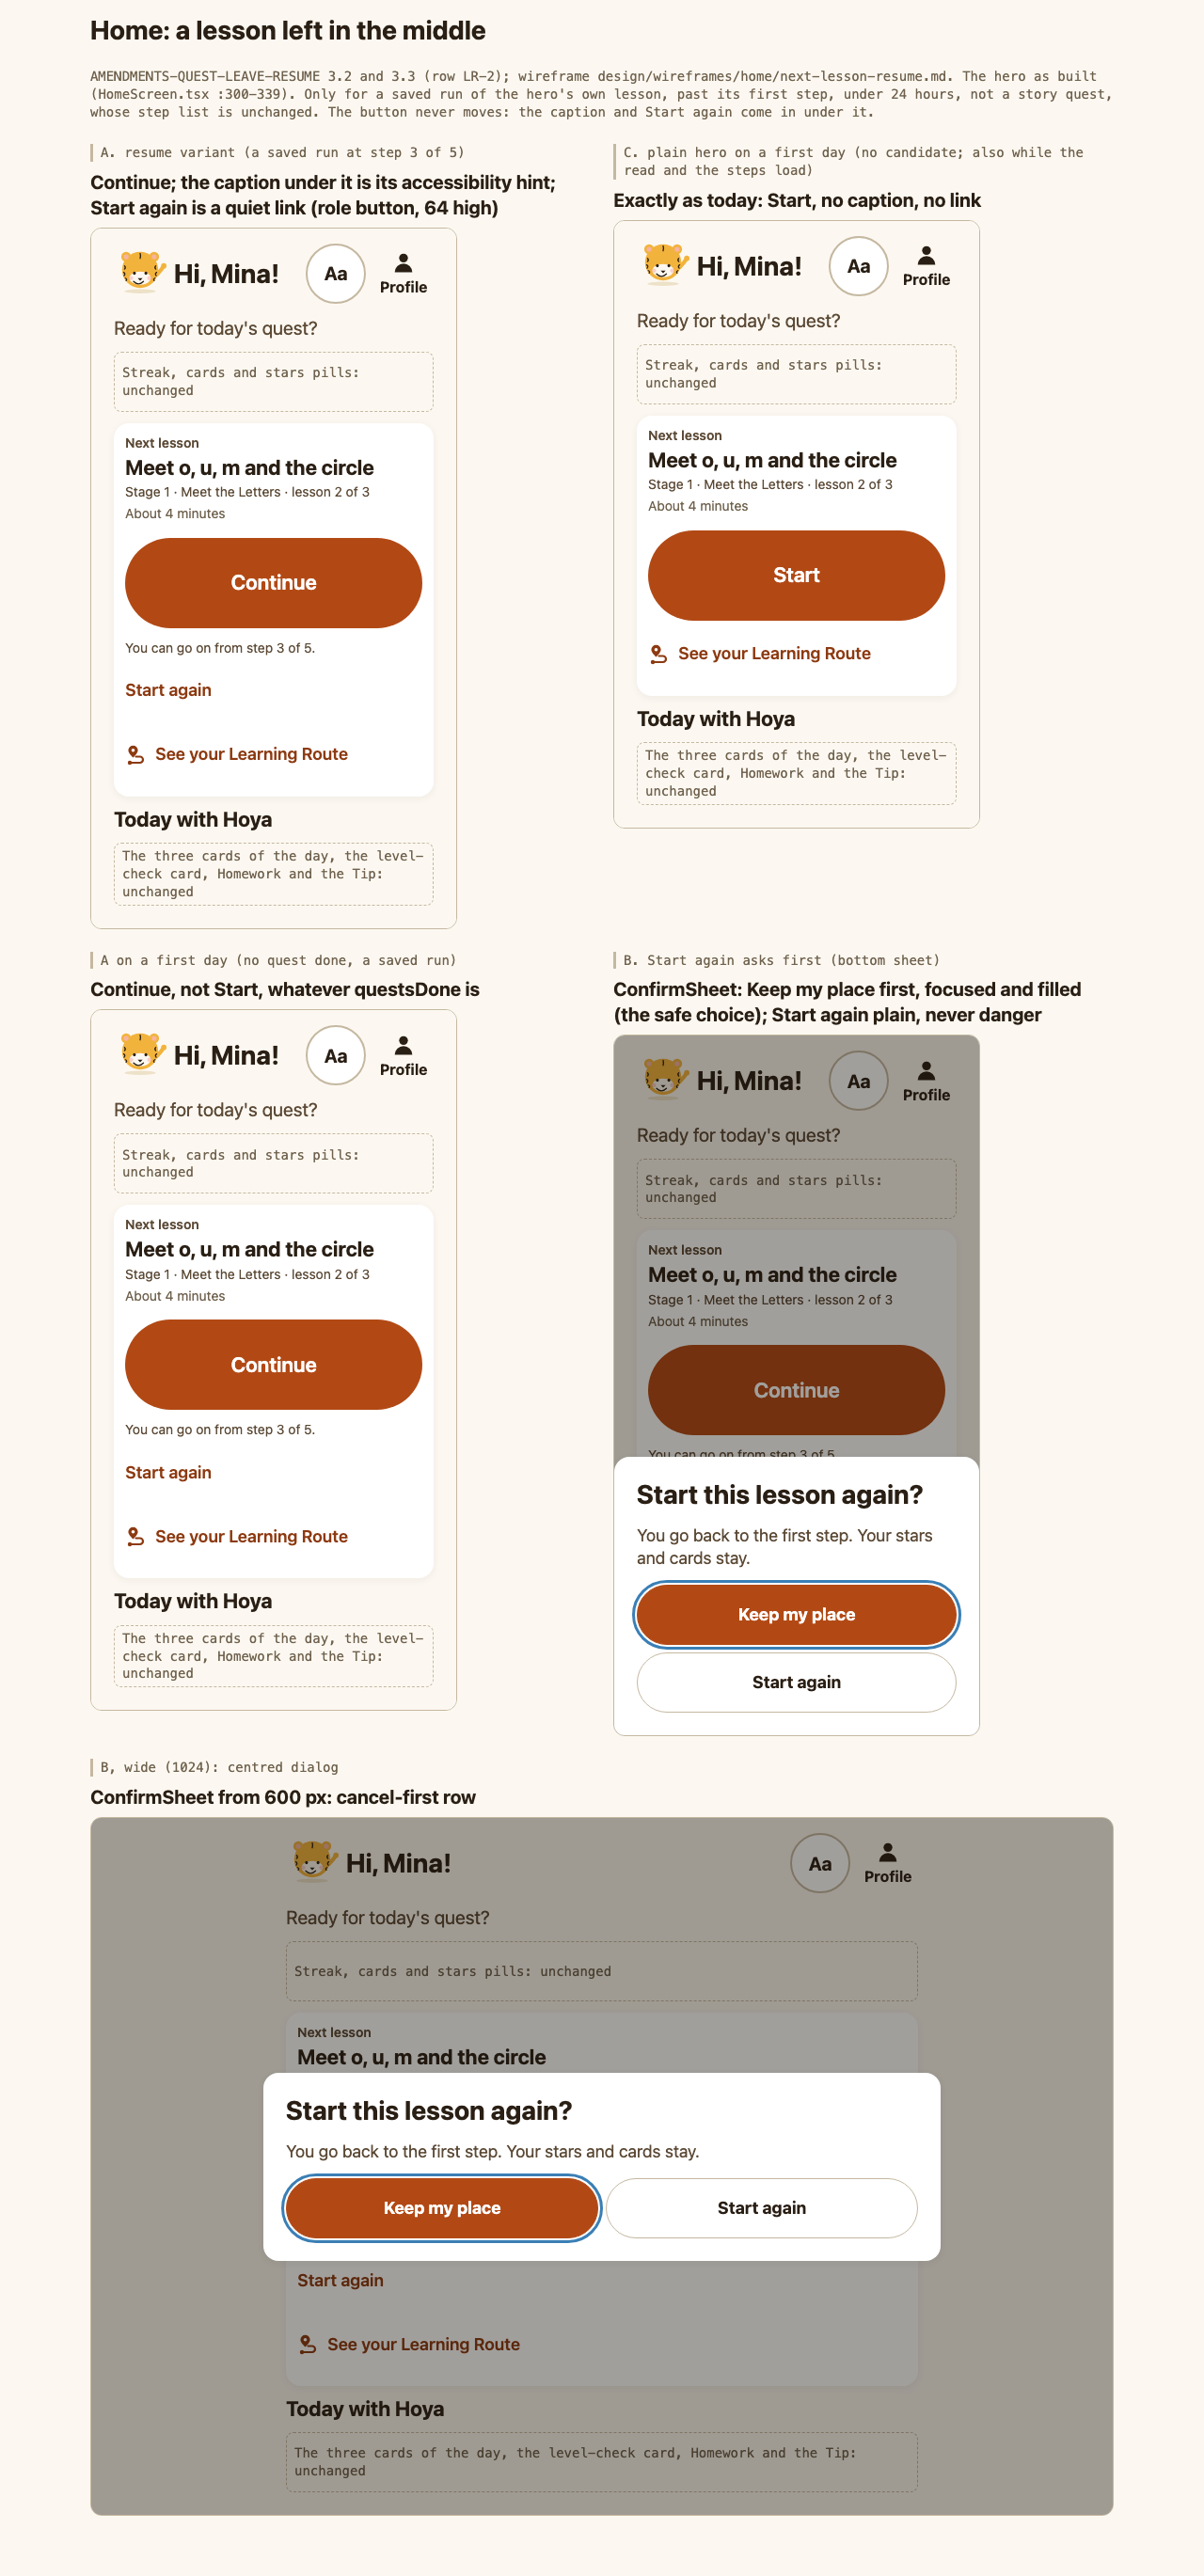 Home: a lesson left in the middle
AMENDMENTS-QUEST-LEAVE-RESUME 3.2 and 3.3 (row LR-2); wireframe design/wireframes/home/next-lesson-resume.md. The hero as built
(HomeScreen.tsx :300-339). Only for a saved run of the hero's own lesson, past its first step, under 24 hours, not a story quest,
whose step list is unchanged. The button never moves: the caption and Start again come in under it.
A. resume variant (a saved run at step 3 of 5)
Continue; the caption under it is its accessibility hint;
Start again is a quiet link (role button, 64 high)
Hi, Mina!
Aa
Profile
Ready for today's quest?
Streak, cards and stars pills:
unchanged
Next lesson
Meet o, u, m and the circle
Stage 1 · Meet the Letters · lesson 2 of 3
About 4 minutes
Continue
You can go on from step 3 of 5.
Start again
See your Learning Route
Today with Hoya
The three cards of the day, the level-
check card, Homework and the Tip:
unchanged
C. plain hero on a first day (no candidate; also while the
read and the steps load)
Exactly as today: Start, no caption, no link
Hi, Mina!
Aa
Profile
Ready for today's quest?
Streak, cards and stars pills:
unchanged
Next lesson
Meet o, u, m and the circle
Stage 1 · Meet the Letters · lesson 2 of 3
About 4 minutes
Start
See your Learning Route
Today with Hoya
The three cards of the day, the level-
check card, Homework and the Tip:
unchanged
A on a first day (no quest done, a saved run)
Continue, not Start, whatever questsDone is
Hi, Mina!
Aa
Profile
Ready for today's quest?
Streak, cards and stars pills:
unchanged
Next lesson
Meet o, u, m and the circle
Stage 1 · Meet the Letters · lesson 2 of 3
About 4 minutes
Continue
You can go on from step 3 of 5.
Start again
See your Learning Route
Today with Hoya
The three cards of the day, the level-
check card, Homework and the Tip:
unchanged
B. Start again asks first (bottom sheet)
ConfirmSheet: Keep my place first, focused and filled
(the safe choice); Start again plain, never danger
Hi, Mina!
Aa
Profile
Ready for today's quest?
Streak, cards and stars pills:
unchanged
Next lesson
Meet o, u, m and the circle
Stage 1 · Meet the Letters · lesson 2 of 3
About 4 minutes
Continue
You can go on from step 3 of 5
Start this lesson again?
You go back to the first step. Your stars
and cards stay.
Keep my place
Start again
B, wide (1024): centred dialog
ConfirmSheet from 600 px: cancel-first row
Hi, Mina!
Aa
Profile
Ready for today's quest?
Streak, cards and stars pills: unchanged
Next lesson
Meet o, u, m and the circle
Start this lesson again?
You go back to the first step. Your stars and cards stay.
Keep my place
Start again
Start again
See your Learning Route
Today with Hoya
The three cards of the day, the level-check card, Homework and the Tip:
unchanged